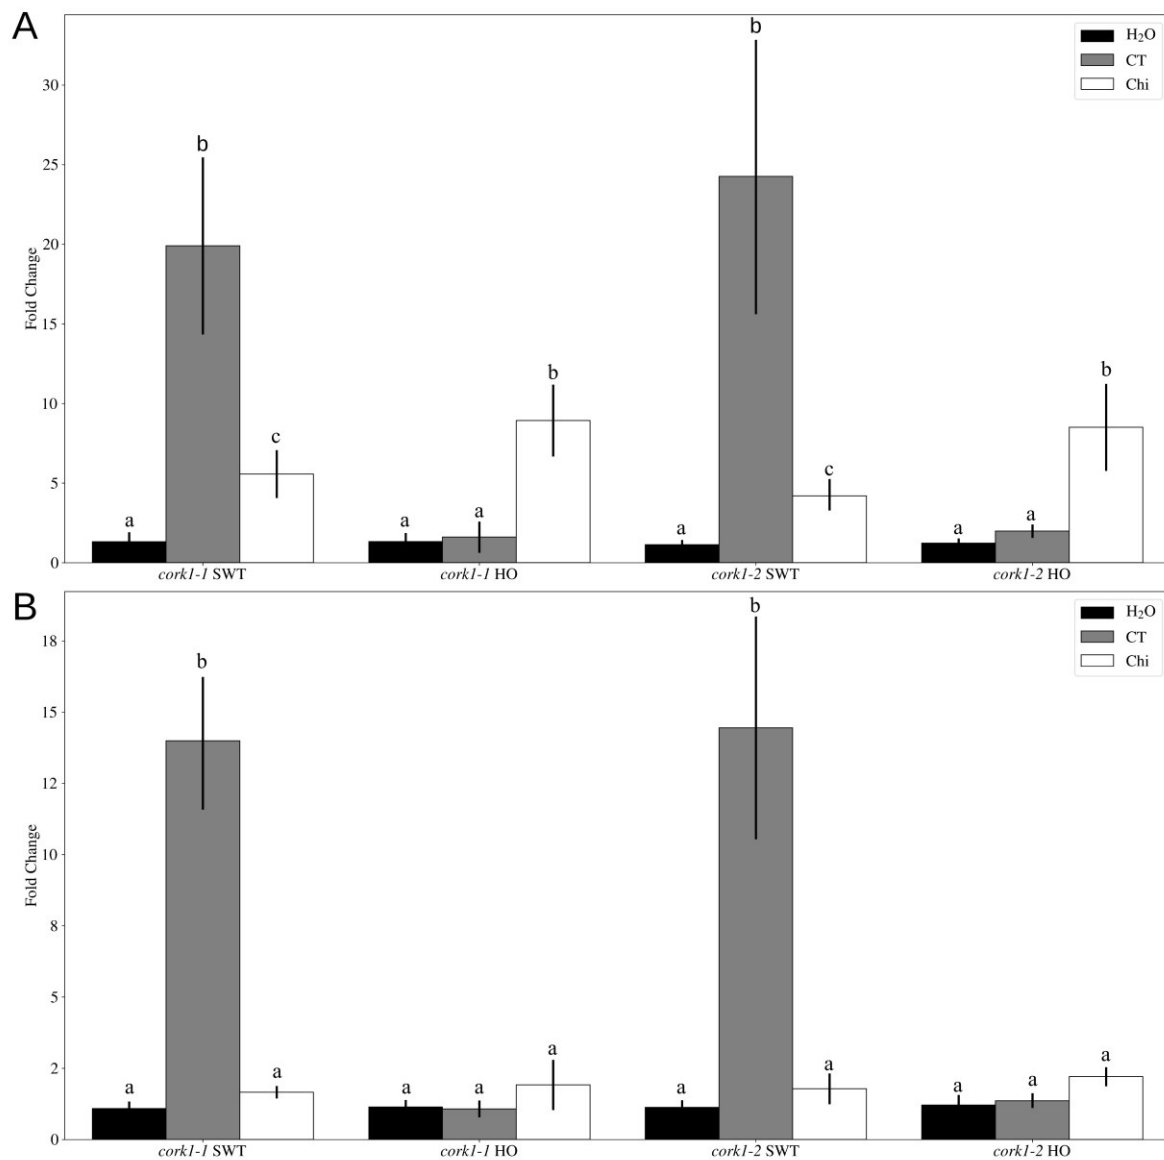 A
H₂O
CT
Chi
Fold Change
30
25
20
15
10
5
0
a
b
c
a
a
b
a
b
c
a
a
b
cork1-1 SWT
cork1-1 HO
cork1-2 SWT
cork1-2 HO
B
H₂O
CT
Chi
Fold Change
18
15
12
10
8
5
2
0
a
b
a
a
a
a
a
b
a
a
a
a
cork1-1 SWT
cork1-1 HO
cork1-2 SWT
cork1-2 HO